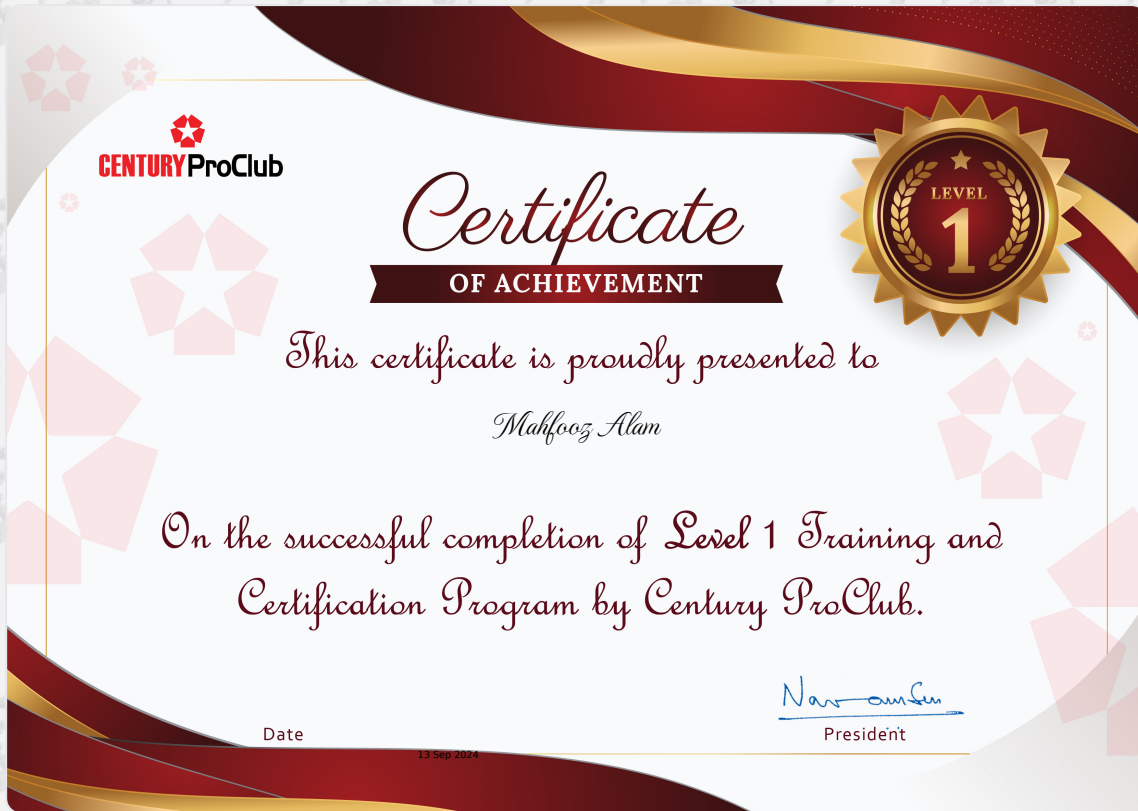 CENTURY ProClub
LEVEL
1
Certificate
OF ACHIEVEMENT
This certificate is proudly presented to
Mahfooz Alam
On the successful completion of Level 1 Training and
Certification Program by Century ProClub.
Date
President
13 Sep 2024